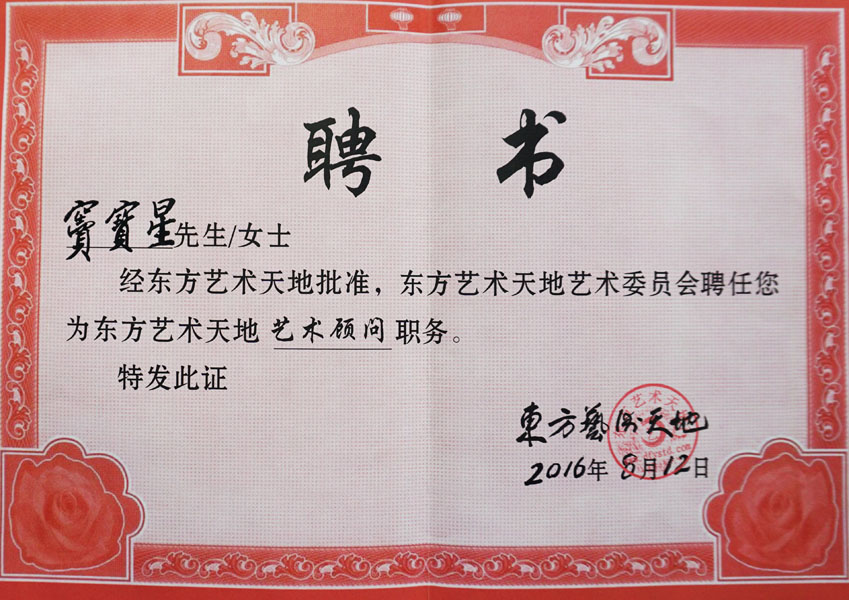 聘书
竇寶星先生/女士
经东方艺术天地批准，东方艺术天地艺术委员会聘任您
为东方艺术天地 艺术顾问 职务。
特发此证
東方藝术天地
2016年8月12日